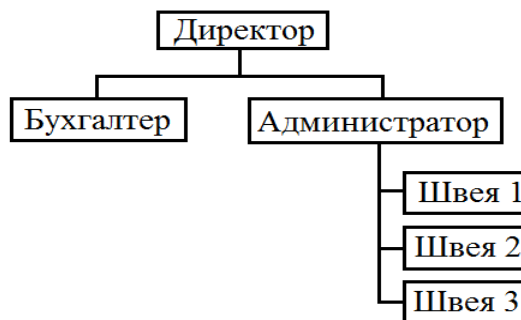 Директор
Бухгалтер
Администратор
Швея 1
Швея 2
Швея 3